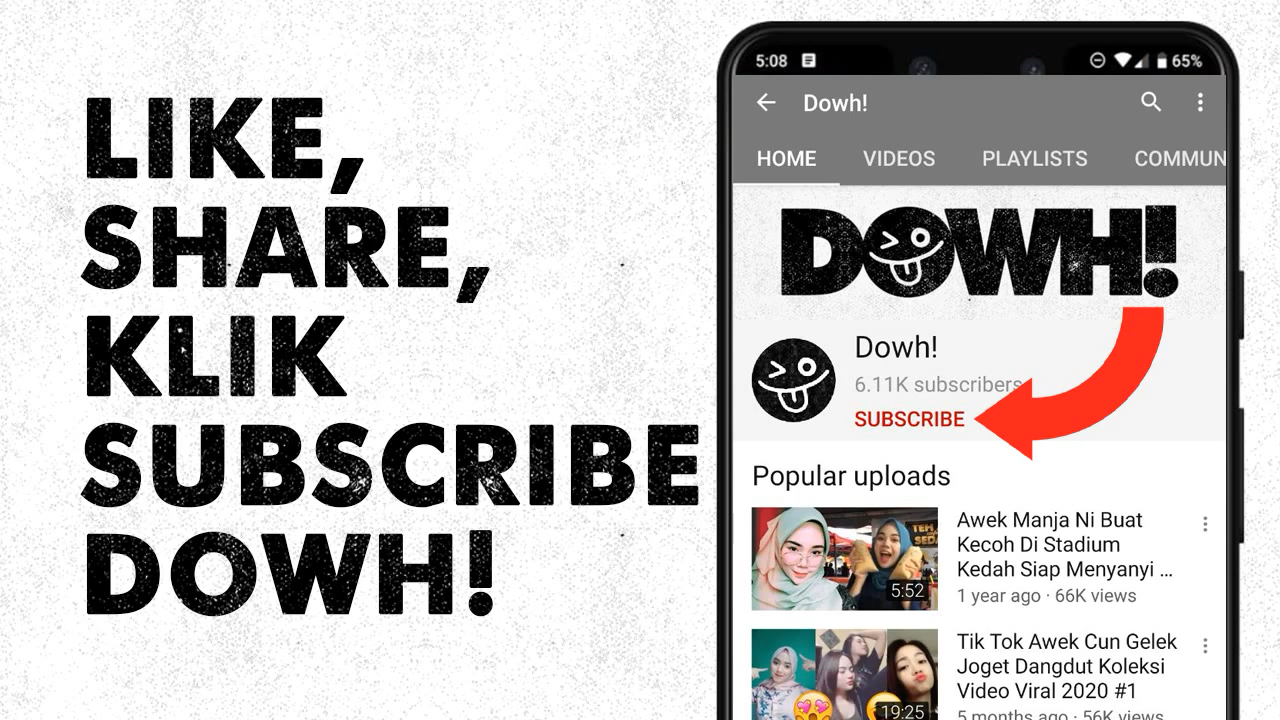 LIKE,
SHARE,
KLIK
SUBSCRIBE
DOWH!
5:08
65%
Dowh!
HOME VIDEOS PLAYLISTS COMMUN
DOWH!
Dowh!
6.11K subscribers
SUBSCRIBE
Popular uploads
TEH
SEDA
5:52
Awek Manja Ni Buat
Kecoh Di Stadium
Kedah Siap Menyanyi ...
1 year ago · 66K views
19:25
Tik Tok Awek Cun Gelek
Joget Dangdut Koleksi
Video Viral 2020 #1
5 months ago · 56K views